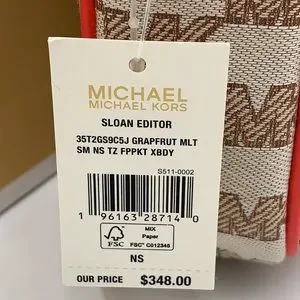 MICHAEL
MICHAEL KORS
SLOAN EDITOR
35T2GS9C5J GRAPFRUT MLT
SM NS TZ FPPKT XBDY
S511-0002
1 96163 28714 0
FSC
MIX
Paper
FSC® C012345
NS
OUR PRICE $348.00